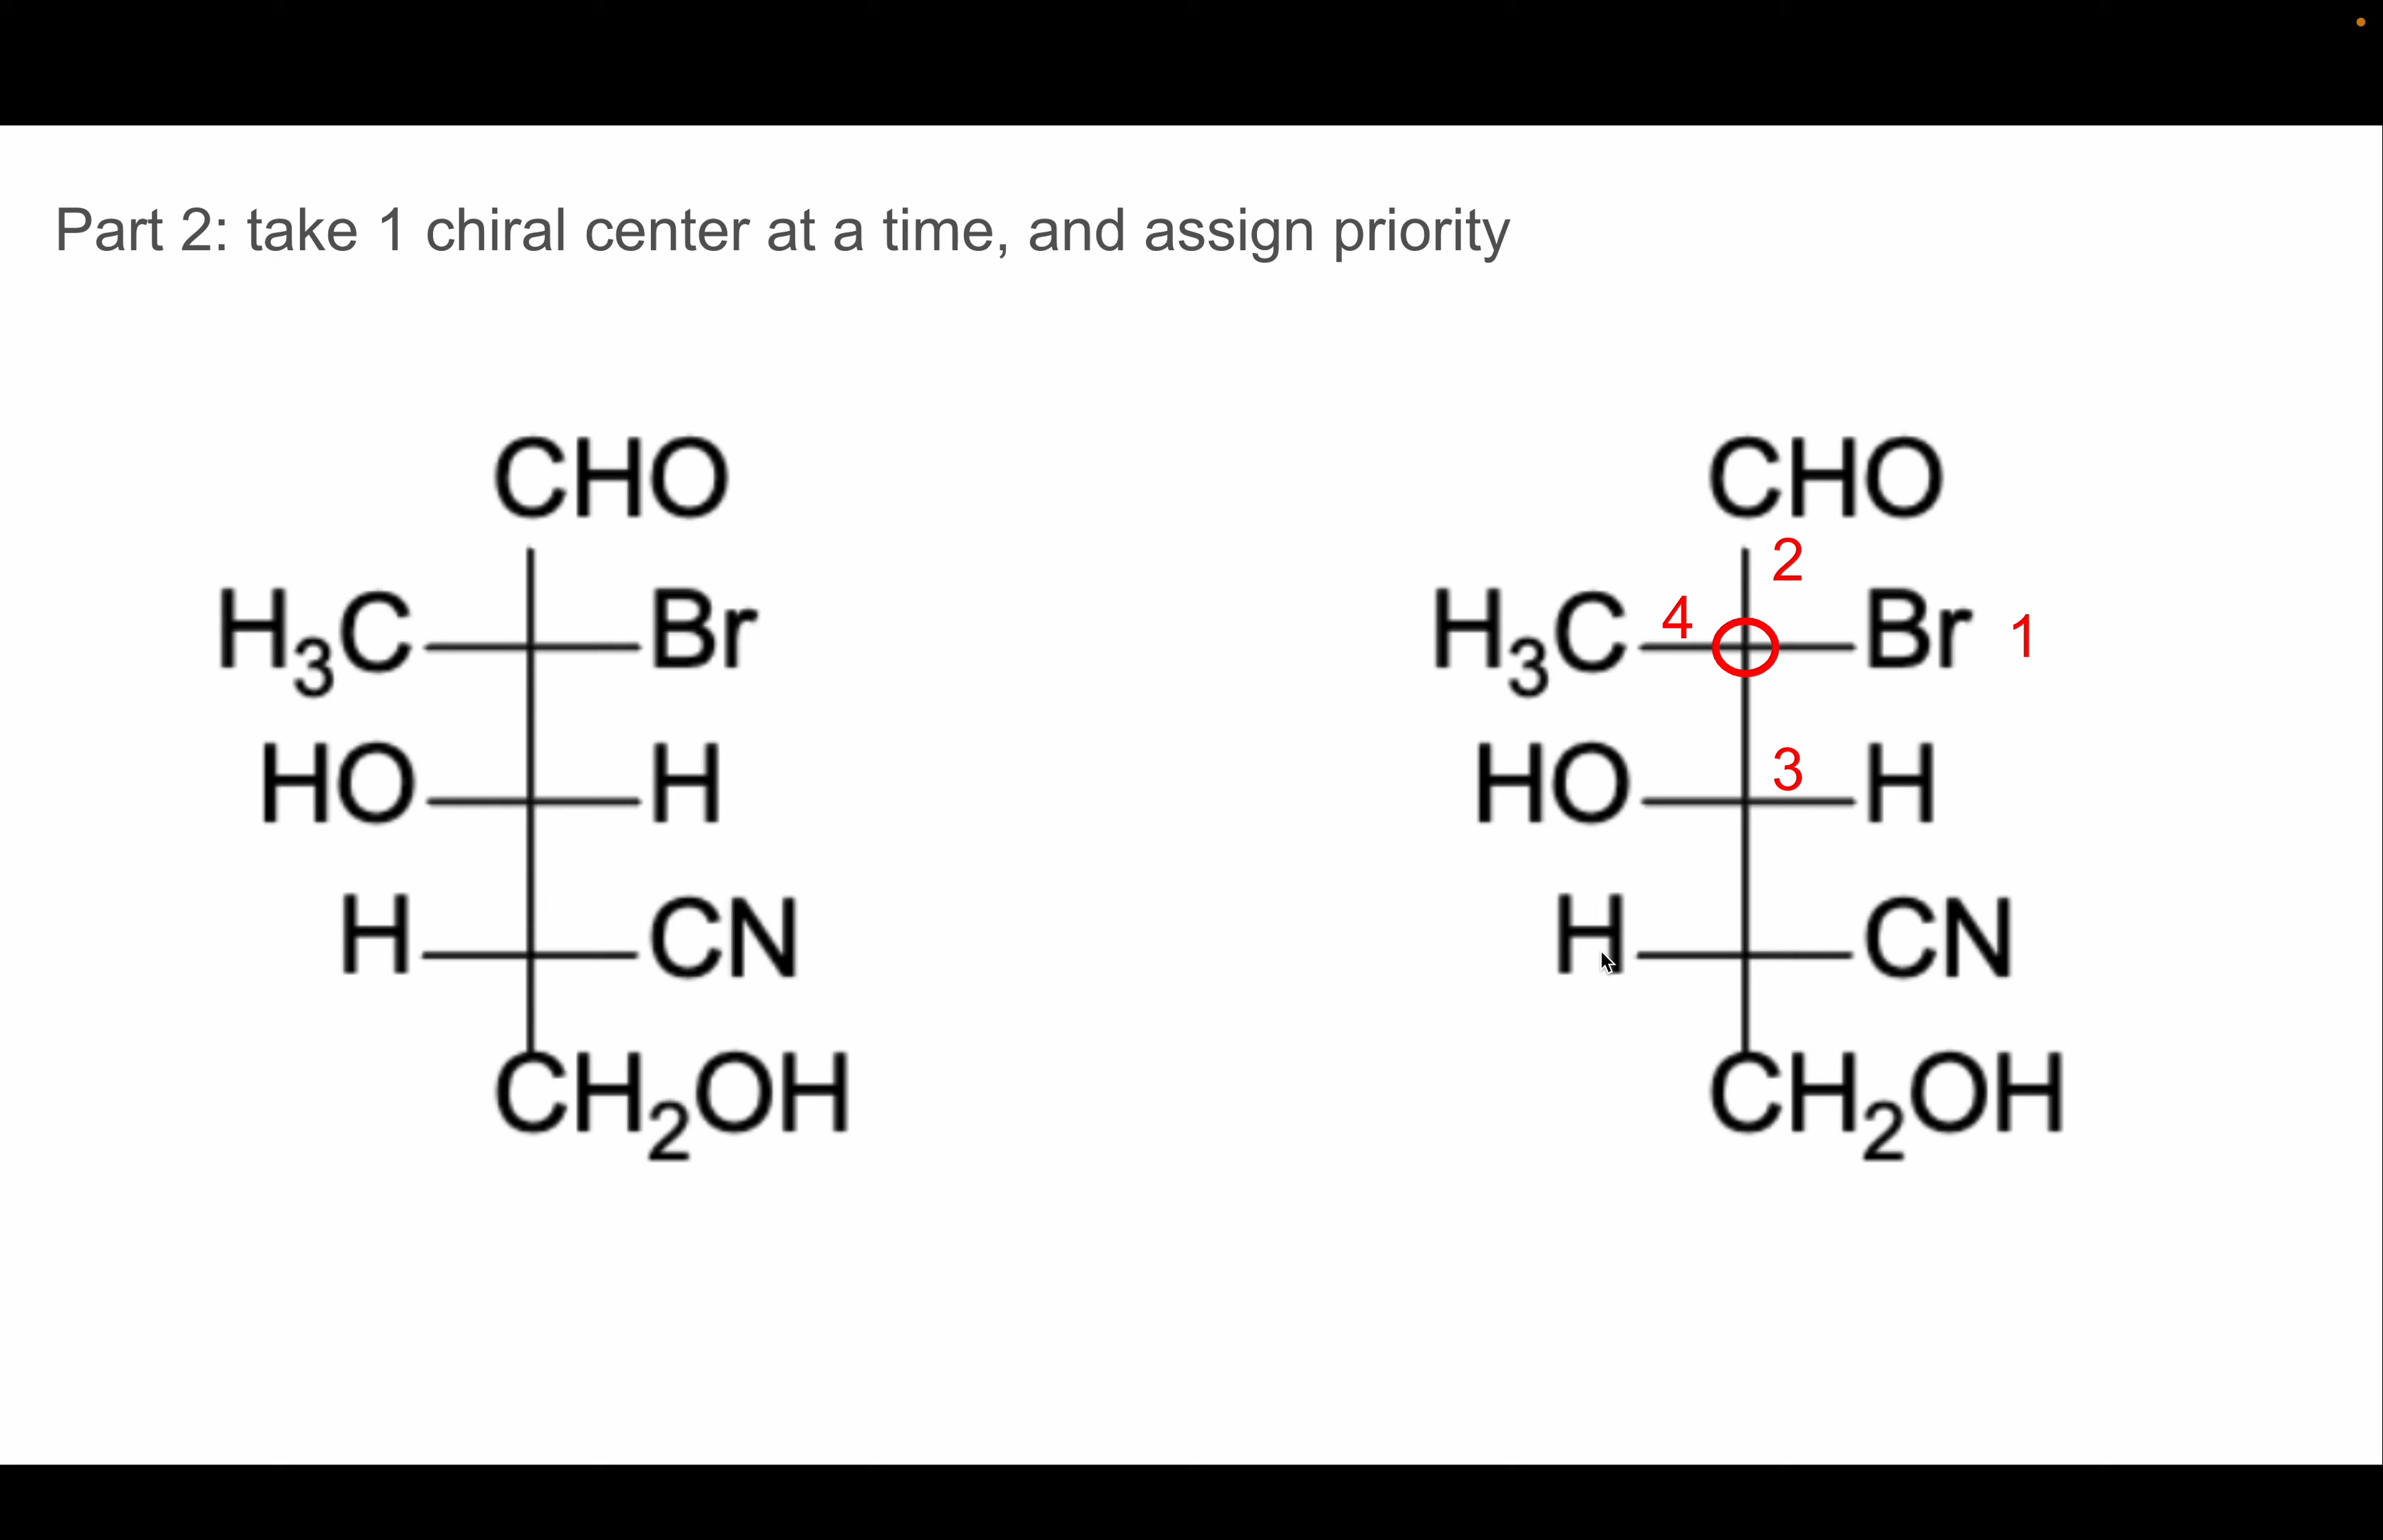 Part 2: take 1 chiral center at a time, and assign priority
CHO
H3C Br
HO H
H CN
CH2OH
CHO
2
H3C 4 Br 1
HO 3 H
H CN
CH2OH